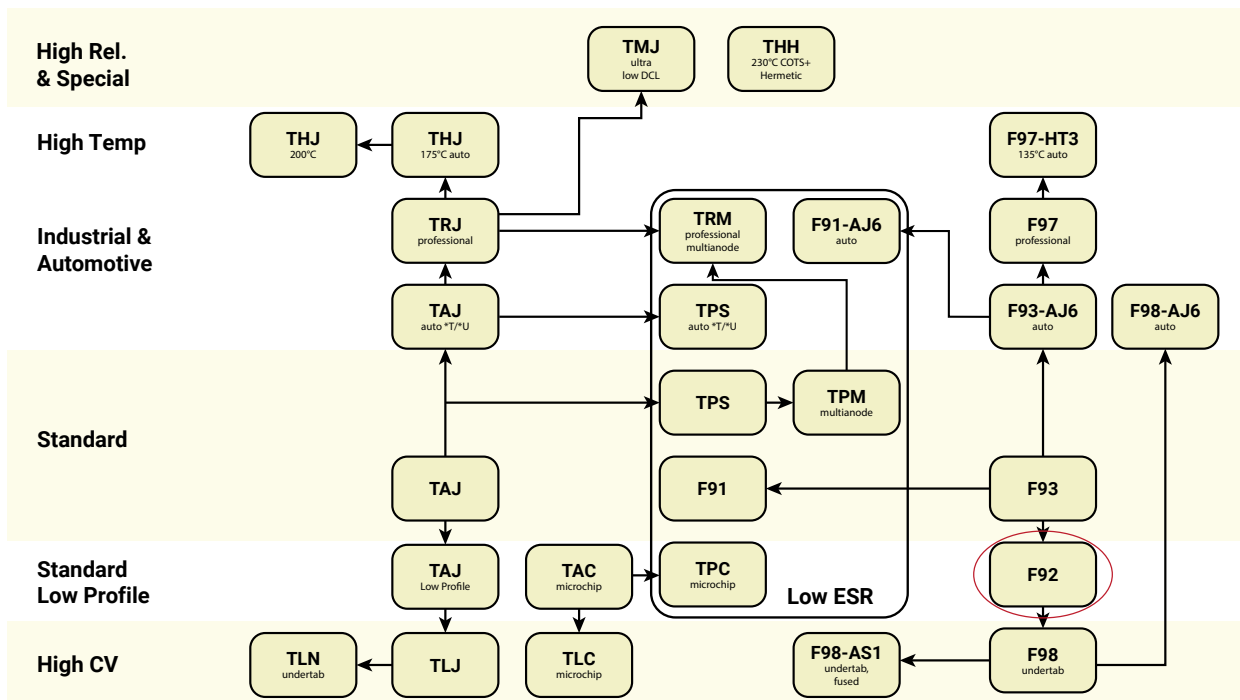 High Rel.
& Special
TMJ
ultra
low DCL
THH
230°C COTS+
Hermetic
High Temp
THJ
200°C
THJ
175°C auto
F97-HT3
135°C auto
Industrial &
Automotive
TRJ
professional
TRM
professional
multianode
F91-AJ6
auto
F97
professional
TAJ
auto *T/*U
TPS
auto *T/*U
F93-AJ6
auto
F98-AJ6
auto
Standard
TPS
TPM
multianode
TAJ
F91
F93
Standard
Low Profile
TAJ
Low Profile
TAC
microchip
TPC
microchip
Low ESR
F92
High CV
TLN
undertab
TLJ
TLC
microchip
F98-AS1
undertab,
fused
F98
undertab